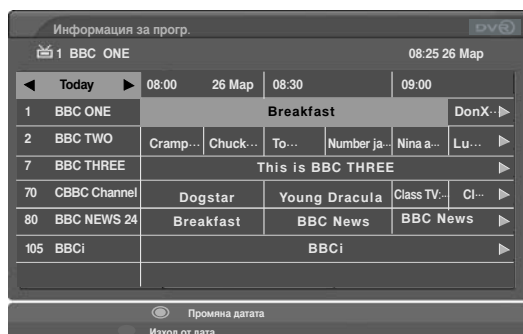 Информация за прогр. DVR
1 BBC ONE 08:25 26 Мар
Today 08:00 26 Мар 08:30 09:00
1 BBC ONE Breakfast DonX···
2 BBC TWO Cramp··· Chuck··· To··· Number ja··· Nina a··· Lu···
7 BBC THREE This is BBC THREE
70 CBBC Channel Dogstar Young Dracula Class TV:··· Cl···
80 BBC NEWS 24 Breakfast BBC News BBC News
105 BBCi BBCi
Промяна датата
Изход от дата